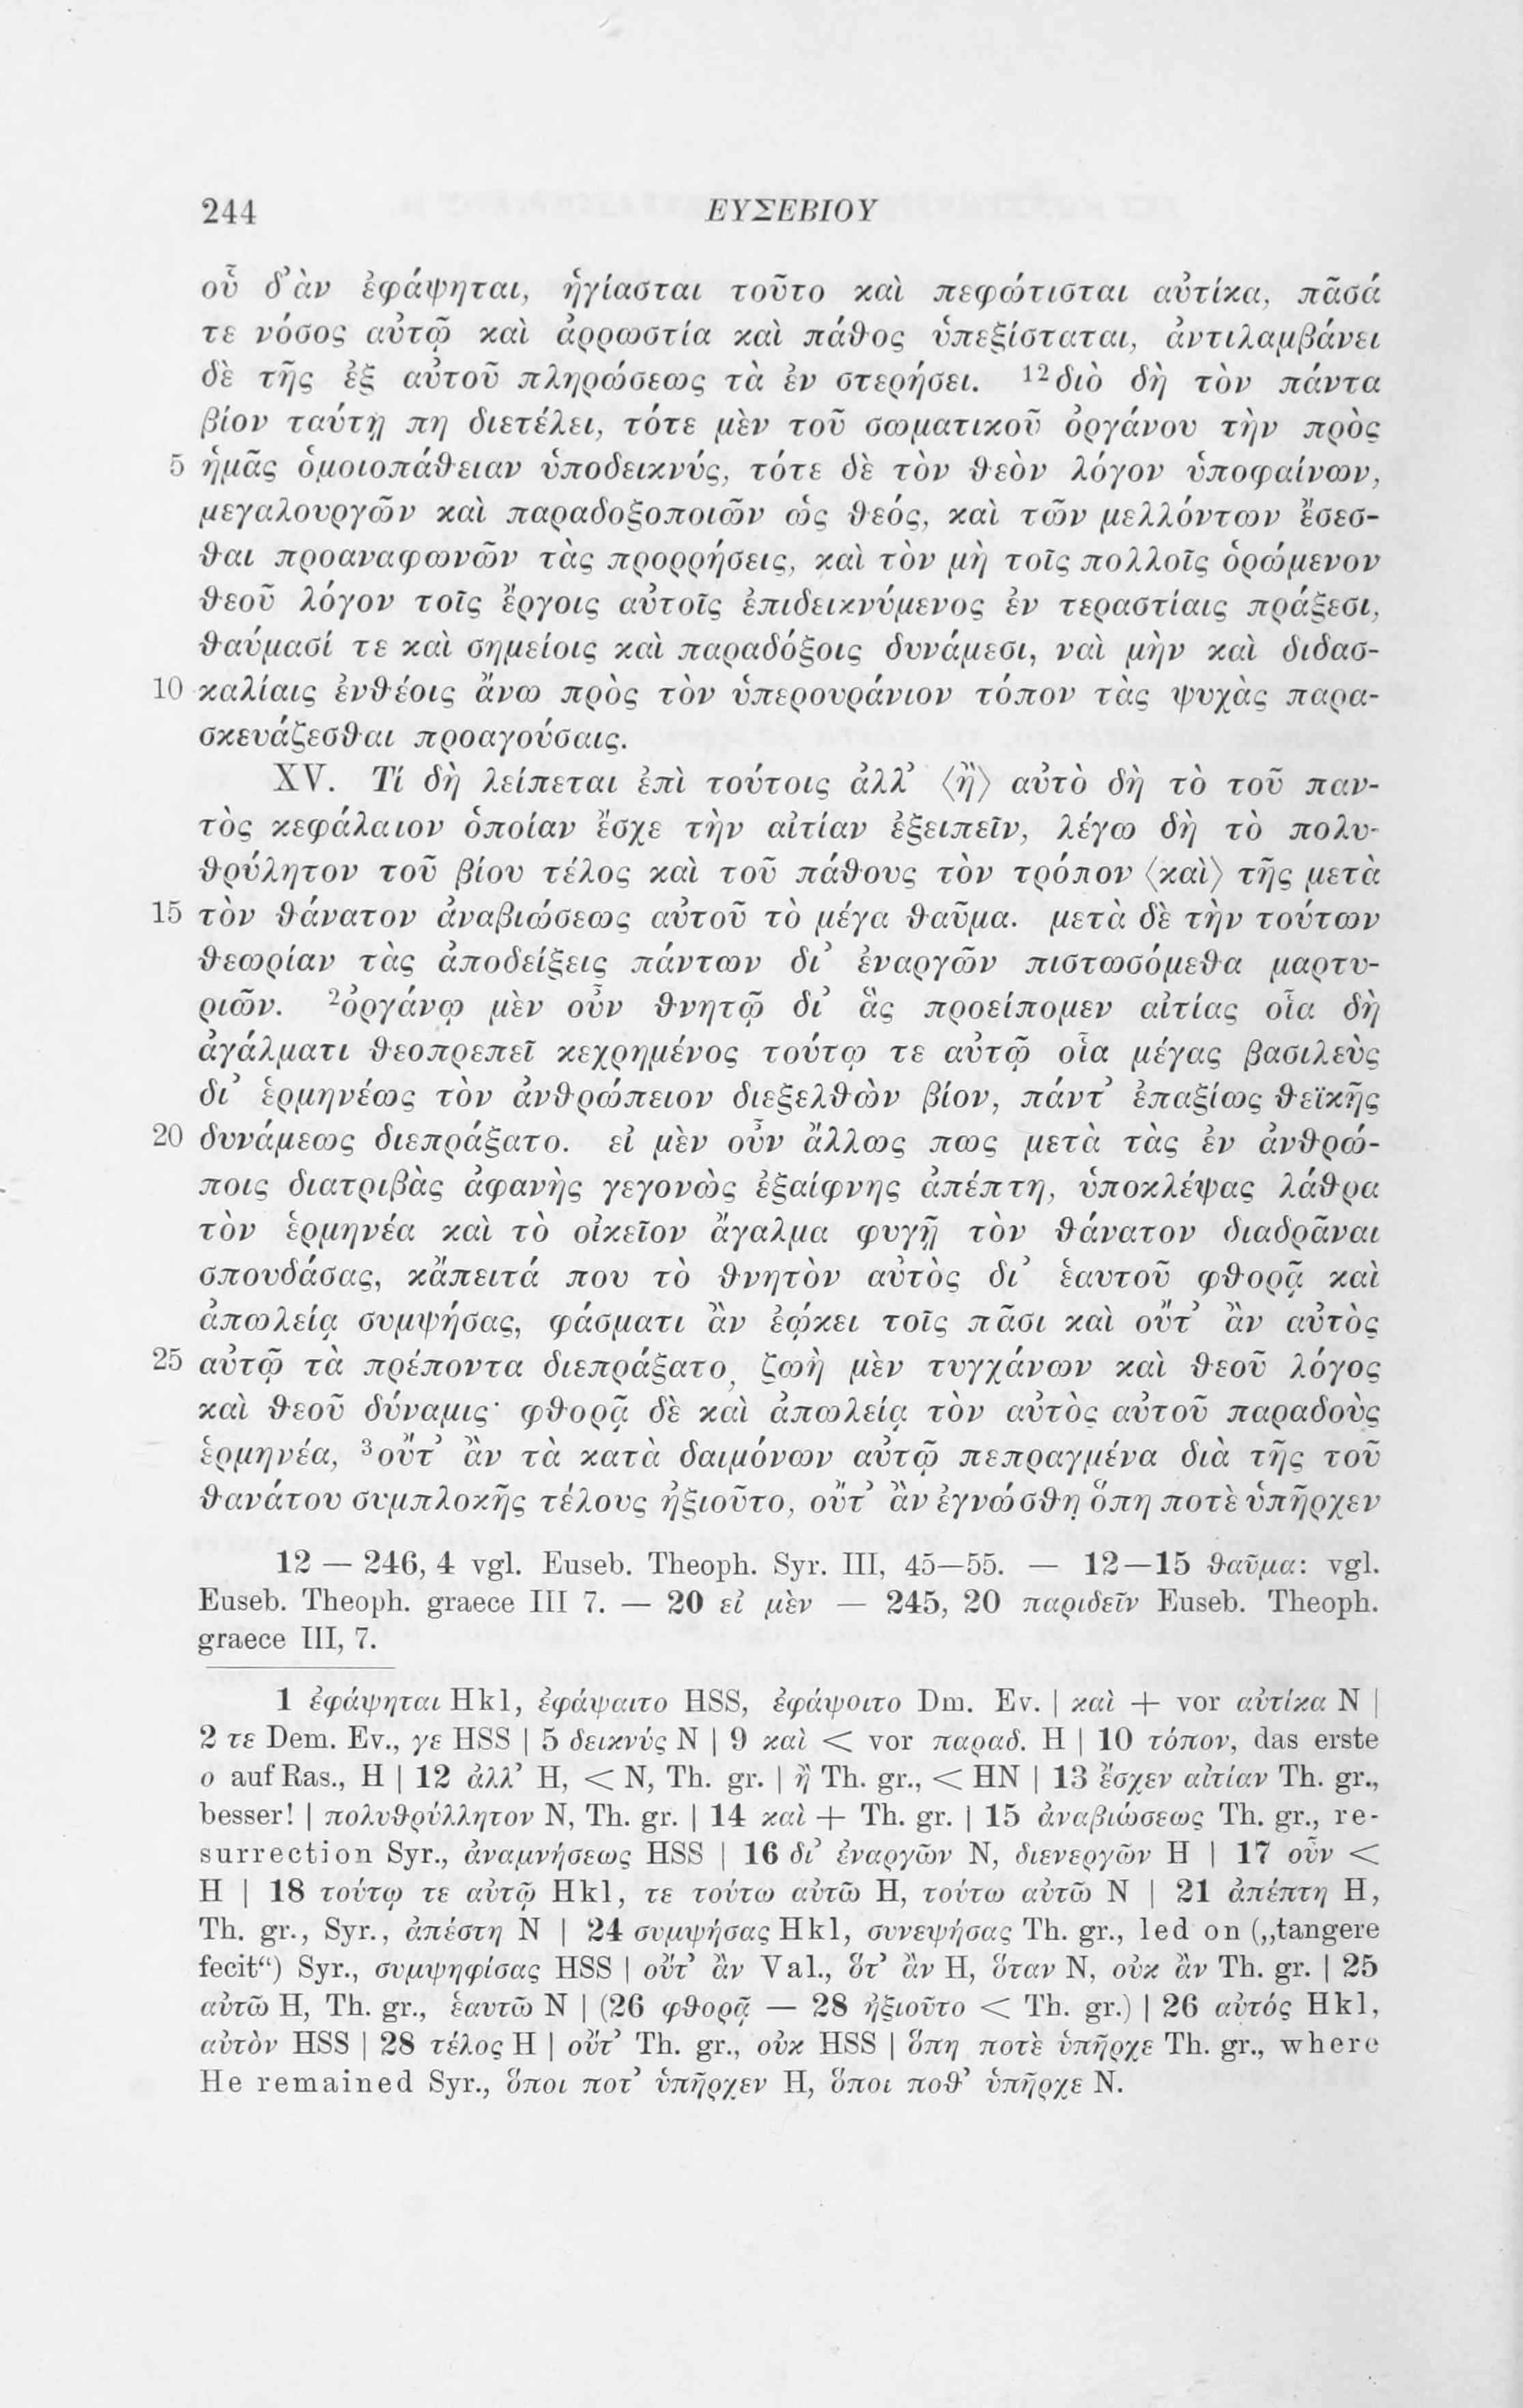 244 ΕΥΣΕΒΙΟΥ
οὗ δ’ ἂν ἐφάψηται, ἡγίασται τοῦτο καὶ πεφώτισται αὐτίκα, πᾶσά
τε νόσος αὐτῷ καὶ ἀρρωστία καὶ πάθος ὑπεξίσταται, ἀντιλαμβάνει
δὲ τῆς ἐξ αὐτοῦ πληρώσεως τὰ ἐν στερήσει. ¹²διὸ δὴ τὸν πάντα
βίον ταύτῃ πη διετέλει, τότε μὲν τοῦ σωματικοῦ ὀργάνου τὴν πρὸς
5 ἡμᾶς ὁμοιοπάθειαν ὑποδεικνύς, τότε δὲ τὸν θεὸν λόγον ὑποφαίνων,
μεγαλουργῶν καὶ παραδοξοποιῶν ὡς θεός, καὶ τῶν μελλόντων ἔσεσ-
θαι προαναφωνῶν τὰς προρρήσεις, καὶ τὸν μὴ τοῖς πολλοῖς ὁρώμενον
θεοῦ λόγον τοῖς ἔργοις αὐτοῖς ἐπιδεικνύμενος ἐν τεραστίαις πράξεσι,
θαύμασί τε καὶ σημείοις καὶ παραδόξοις δυνάμεσι, ναὶ μὴν καὶ διδασ-
10 καλίαις ἐνθέοις ἄνω πρὸς τὸν ὑπερουράνιον τόπον τὰς ψυχὰς παρα-
σκευάζεσθαι προαγούσαις.
XV. Τί δὴ λείπεται ἐπὶ τούτοις ἀλλ’ ⟨ἢ⟩ αὐτὸ δὴ τὸ τοῦ παν-
τὸς κεφάλαιον ὁποίαν ἔσχε τὴν αἰτίαν ἐξειπεῖν, λέγω δὴ τὸ πολυ-
θρύλητον τοῦ βίου τέλος καὶ τοῦ πάθους τὸν τρόπον ⟨καὶ⟩ τῆς μετὰ
15 τὸν θάνατον ἀναβιώσεως αὐτοῦ τὸ μέγα θαῦμα. μετὰ δὲ τὴν τούτων
θεωρίαν τὰς ἀποδείξεις πάντων δι’ ἐναργῶν πιστωσόμεθα μαρτυ-
ριῶν. ²ὀργάνῳ μὲν οὖν θνητῷ δι’ ἃς προείπομεν αἰτίας οἷα δὴ
ἀγάλματι θεοπρεπεῖ κεχρημένος τούτῳ τε αὐτῷ οἷα μέγας βασιλεὺς
δι’ ἑρμηνέως τὸν ἀνθρώπειον διεξελθὼν βίον, πάντ’ ἐπαξίως θεϊκῆς
20 δυνάμεως διεπράξατο. εἰ μὲν οὖν ἄλλως πως μετὰ τὰς ἐν ἀνθρώ-
ποις διατριβὰς ἀφανὴς γεγονὼς ἐξαίφνης ἀπέπτη, ὑποκλέψας λάθρα
τὸν ἑρμηνέα καὶ τὸ οἰκεῖον ἄγαλμα φυγῇ τὸν θάνατον διαδρᾶναι
σπουδάσας, κἄπειτά που τὸ θνητὸν αὐτὸς δι’ ἑαυτοῦ φθορᾷ καὶ
ἀπωλείᾳ συμψήσας, φάσματι ἂν ἐῴκει τοῖς πᾶσι καὶ οὔτ’ ἂν αὐτὸς
25 αὑτῷ τὰ πρέποντα διεπράξατο, ζωὴ μὲν τυγχάνων καὶ θεοῦ λόγος
καὶ θεοῦ δύναμις· φθορᾷ δὲ καὶ ἀπωλείᾳ τὸν αὐτὸς αὑτοῦ παραδοὺς
ἑρμηνέα, ³οὔτ’ ἂν τὰ κατὰ δαιμόνων αὐτῷ πεπραγμένα διὰ τῆς τοῦ
θανάτου συμπλοκῆς τέλους ἠξιοῦτο, οὔτ’ ἂν ἐγνώσθη ὅπη ποτὲ ὑπῆρχεν
12 — 246, 4 vgl. Euseb. Theoph. Syr. III, 45—55. — 12—15 θαῦμα: vgl.
Euseb. Theoph. graece III 7. — 20 εἰ μὲν — 245, 20 παριδεῖν Euseb. Theoph.
graece III, 7.
1 ἐφάψηται Hkl, ἐφάψαιτο HSS, ἐφάψοιτο Dm. Ev. | καὶ + vor αὐτίκα N |
2 τε Dem. Ev., γε HSS | 5 δεικνύς N | 9 καὶ < vor παραδ. H | 10 τόπον, das erste
ο auf Ras., H | 12 ἀλλ’ H, < N, Th. gr. | ἢ Th. gr., < HN | 13 ἔσχεν αἰτίαν Th. gr.,
besser! | πολυθρύλλητον N, Th. gr. | 14 καὶ + Th. gr. | 15 ἀναβιώσεως Th. gr., re-
surrection Syr., ἀναμνήσεως HSS | 16 δι’ ἐναργῶν N, διενεργῶν H | 17 οὖν <
H | 18 τούτῳ τε αὐτῷ Hkl, τε τούτω αὐτῶ H, τούτω αὐτῶ N | 21 ἀπέπτη H,
Th. gr., Syr., ἀπέστη N | 24 συμψήσας Hkl, συνεψήσας Th. gr., led on („tangere
fecit“) Syr., συμψηφίσας HSS | οὔτ’ ἂν Val., ὅτ’ ἂν H, ὅταν N, οὐκ ἂν Th. gr. | 25
αὑτῶ H, Th. gr., ἑαυτῶ N | (26 φθορᾷ — 28 ἠξιοῦτο < Th. gr.) | 26 αὐτός Hkl,
αὐτὸν HSS | 28 τέλος H | οὔτ’ Th. gr., οὐκ HSS | ὅπη ποτὲ ὑπῆρχε Th. gr., where
He remained Syr., ὅποι ποτ’ ὑπῆρχεν H, ὅποι ποθ’ ὑπῆρχε N.